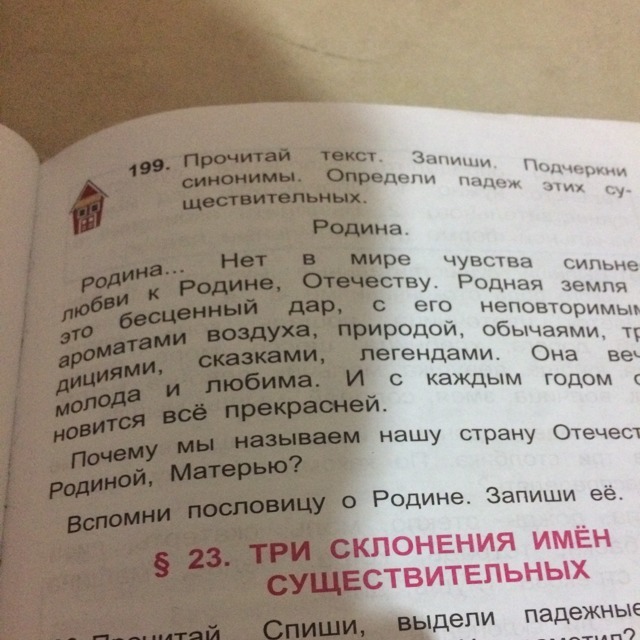 199. Прочитай текст. Запиши. Подчеркни
синонимы. Определи падеж этих су-
ществительных.
Родина.
Родина... Нет в мире чувства сильне
любви к Родине, Отечеству. Родная земля
это бесценный дар, с его неповторимым
ароматами воздуха, природой, обычаями, тр
дициями, сказками, легендами. Она веч
молода и любима. И с каждым годом с
новится всё прекрасней.
Почему мы называем нашу страну Отечест
Родиной, Матерью?
Вспомни пословицу о Родине. Запиши её.
§ 23. ТРИ СКЛОНЕНИЯ ИМЁН
СУЩЕСТВИТЕЛЬНЫХ
Прочитай. Спиши, выдели падежные